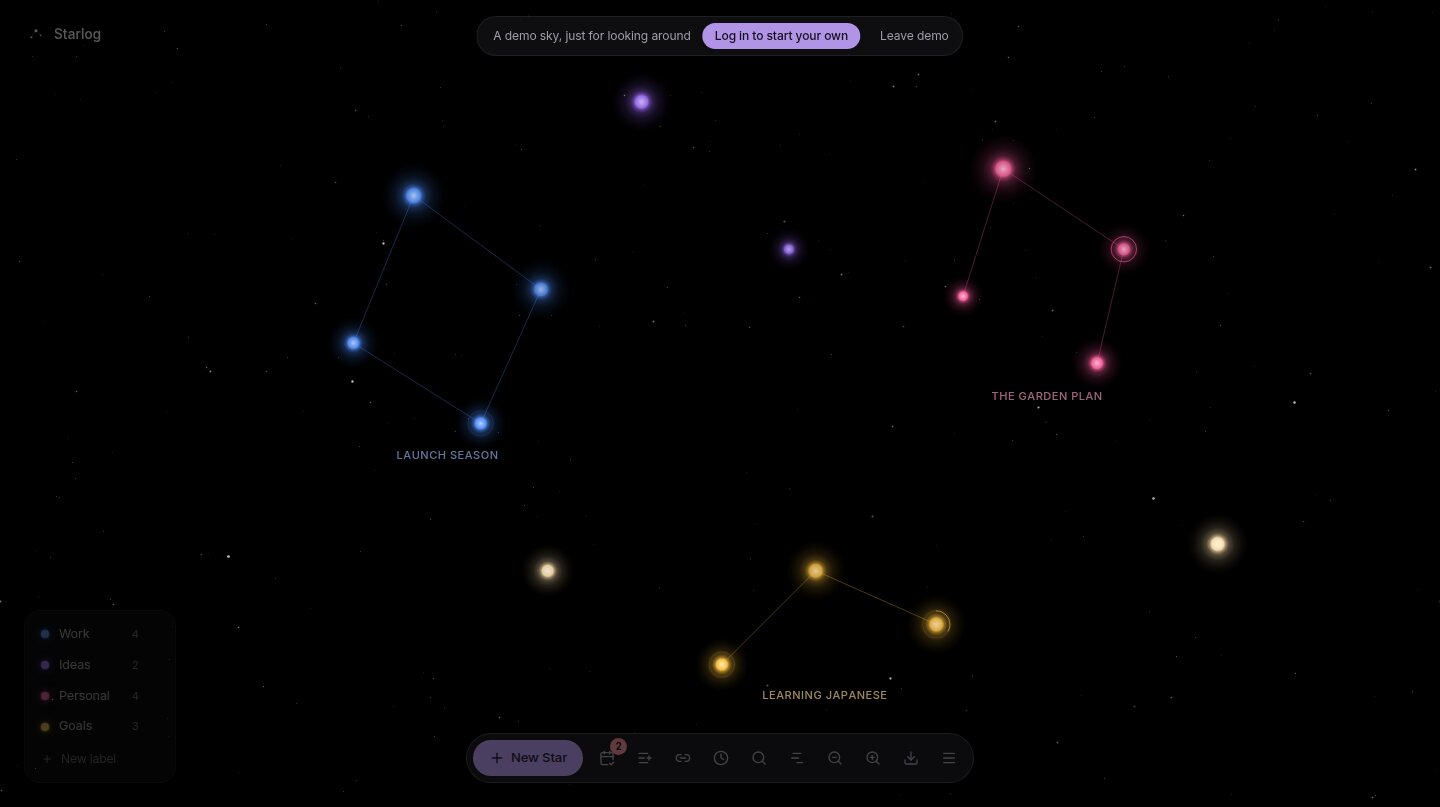 Starlog
A demo sky, just for looking around
Log in to start your own
Leave demo
THE GARDEN PLAN
LAUNCH SEASON
LEARNING JAPANESE
Work 4
Ideas 2
Personal 4
Goals 3
+ New label
+ New Star
2